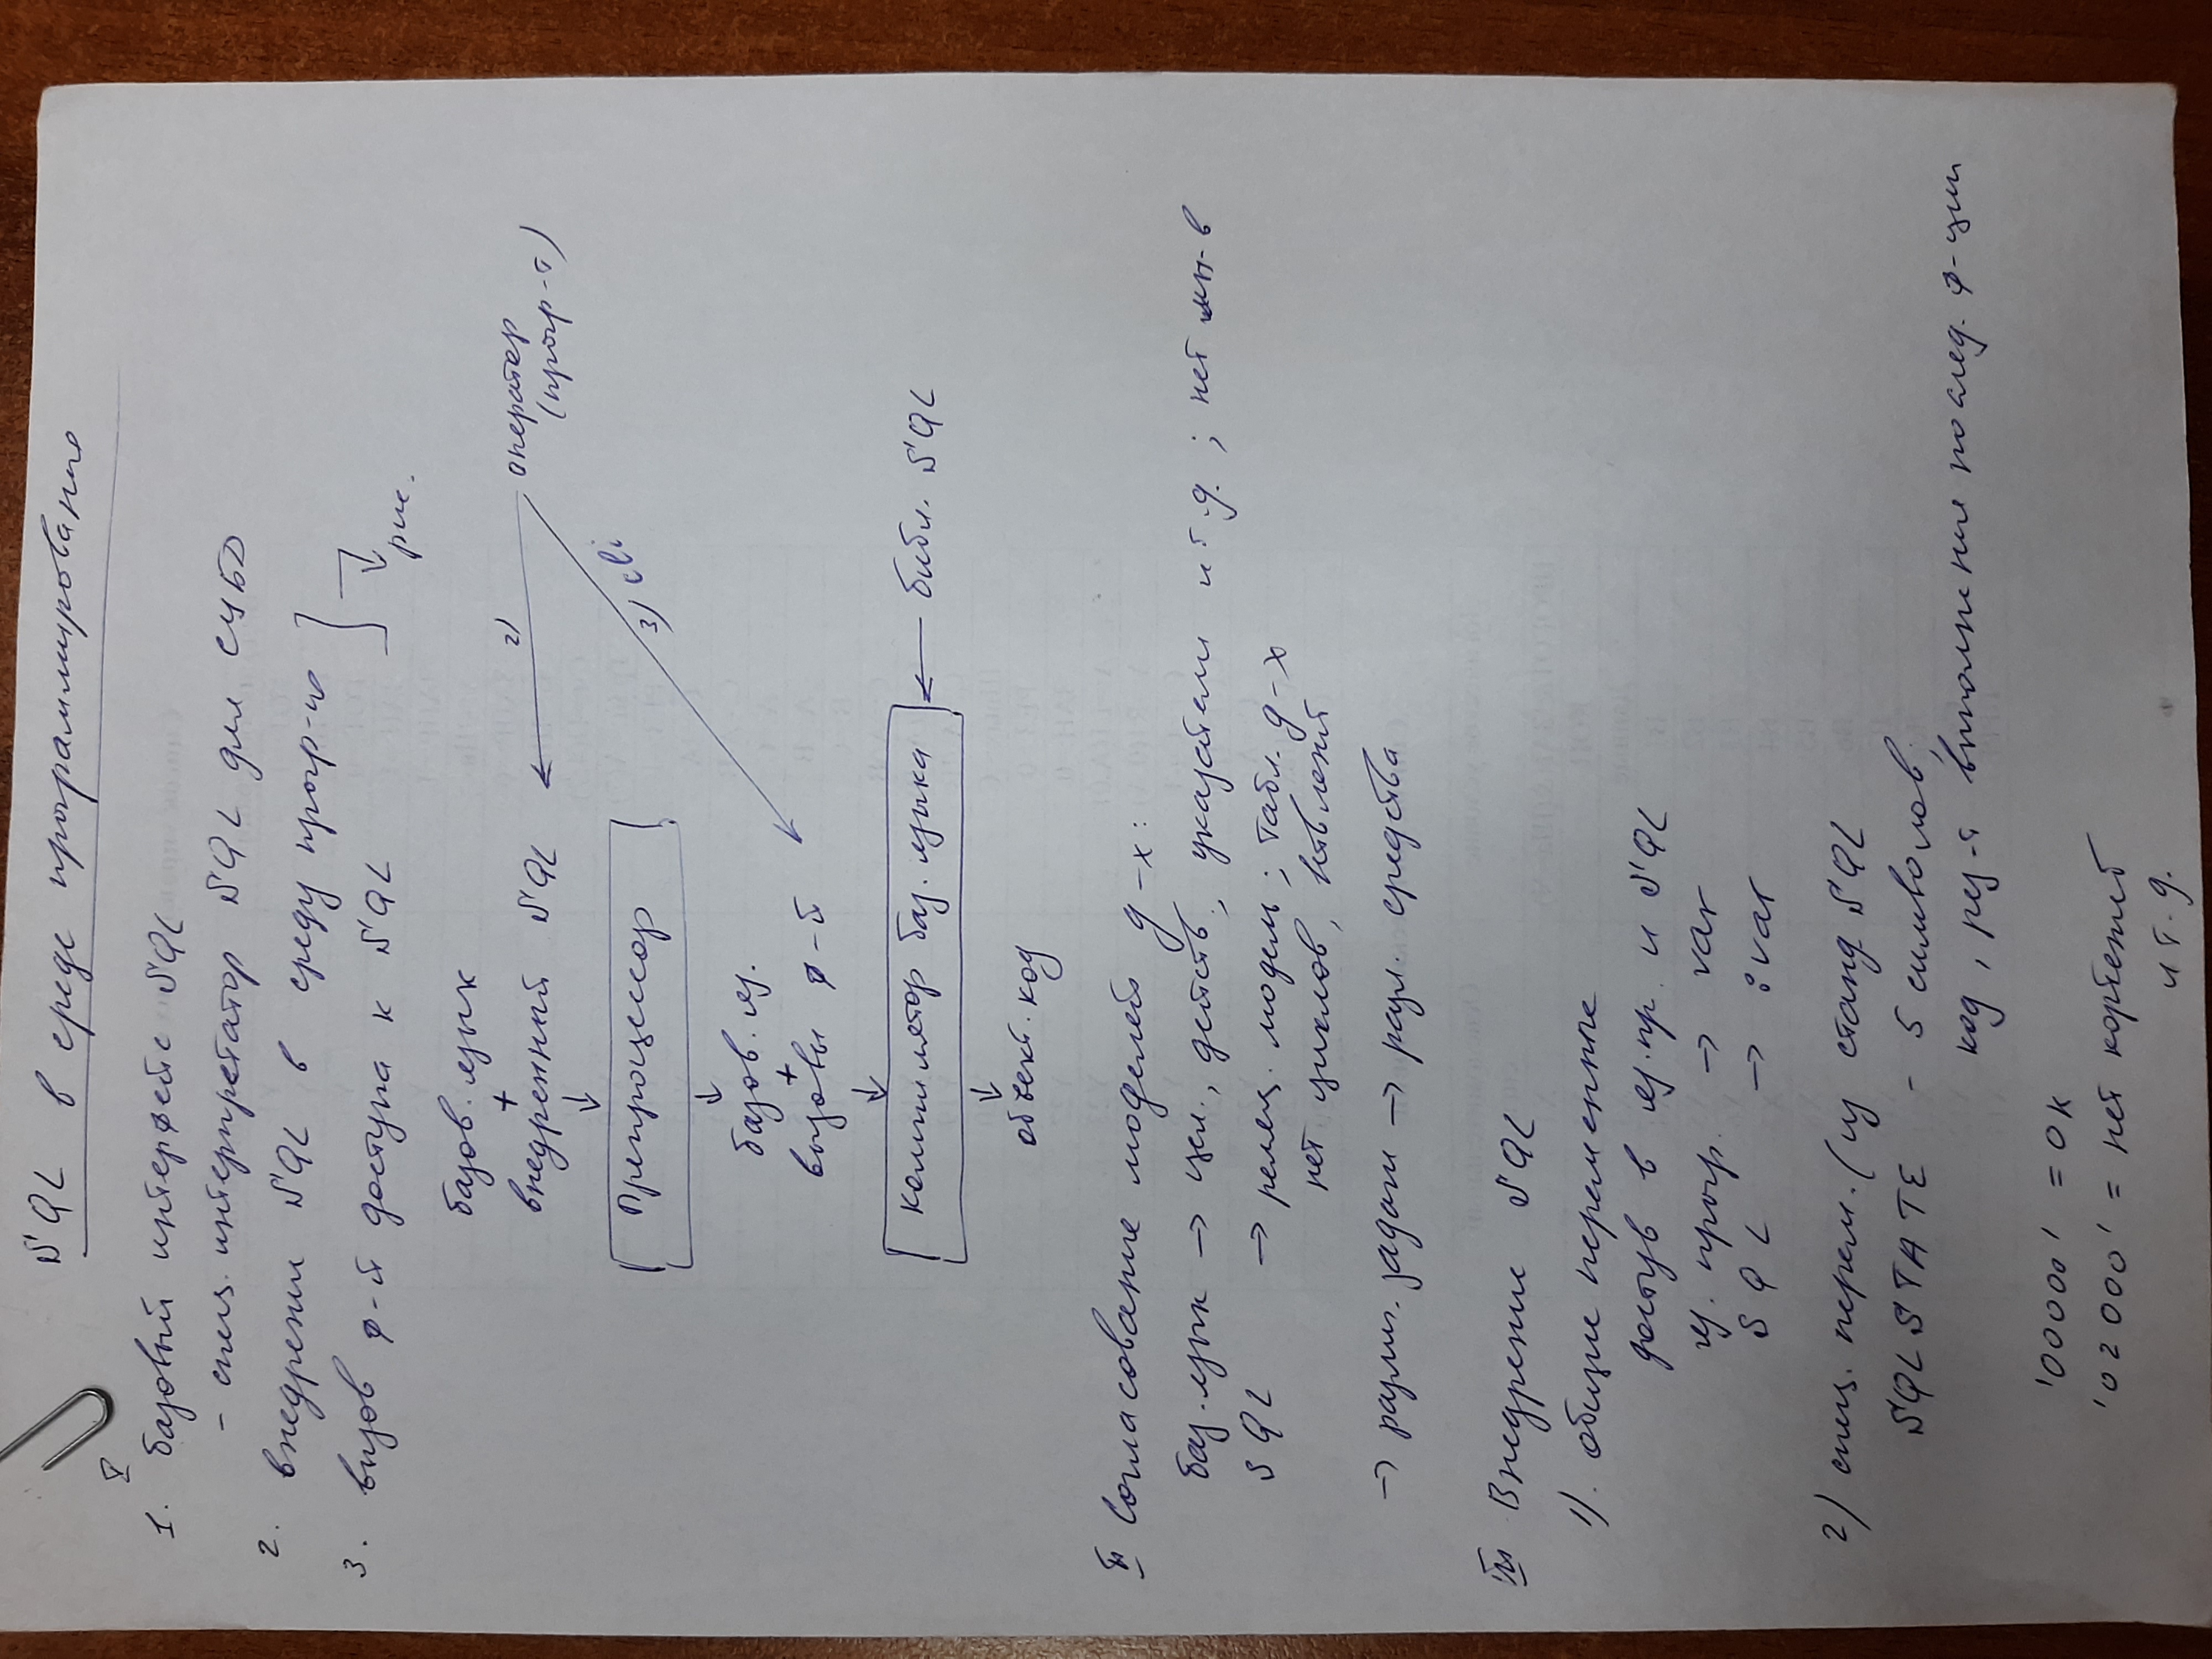 SQL в среде программирования
I
1. базовый интерфейс SQL
- спец. интерпретатор SQL для СУБД
2. внедрение SQL в среду прогр-я
3. вызов ф-й доступа к SQL
рис.
базов. язык
+
внедренный SQL
2)
оператор
(прогр-т)
Препроцессор
3) cli
базов. яз.
+
вызовы ф-й
Компилятор баз. языка
библ. SQL
объект. код
II Согласование моделей д-х:
баз. язык → цел., действ., указатели и т.д.; нет мн-в
SQL → реляц. модель; табл. д-х
нет циклов, ветвлений
→ различ. задачи → разл. средства
III Внедрение SQL
1). общие переменные
доступ в яз. пр. и SQL
яз. прогр. → var
SQL → :var
2) спец. перем. (из станд SQL
SQLSTATE - 5 символов,
код, рез-т выполнение послед. ф-ции
'00000' = OK
'02000' = нет кортежей
и т.д.